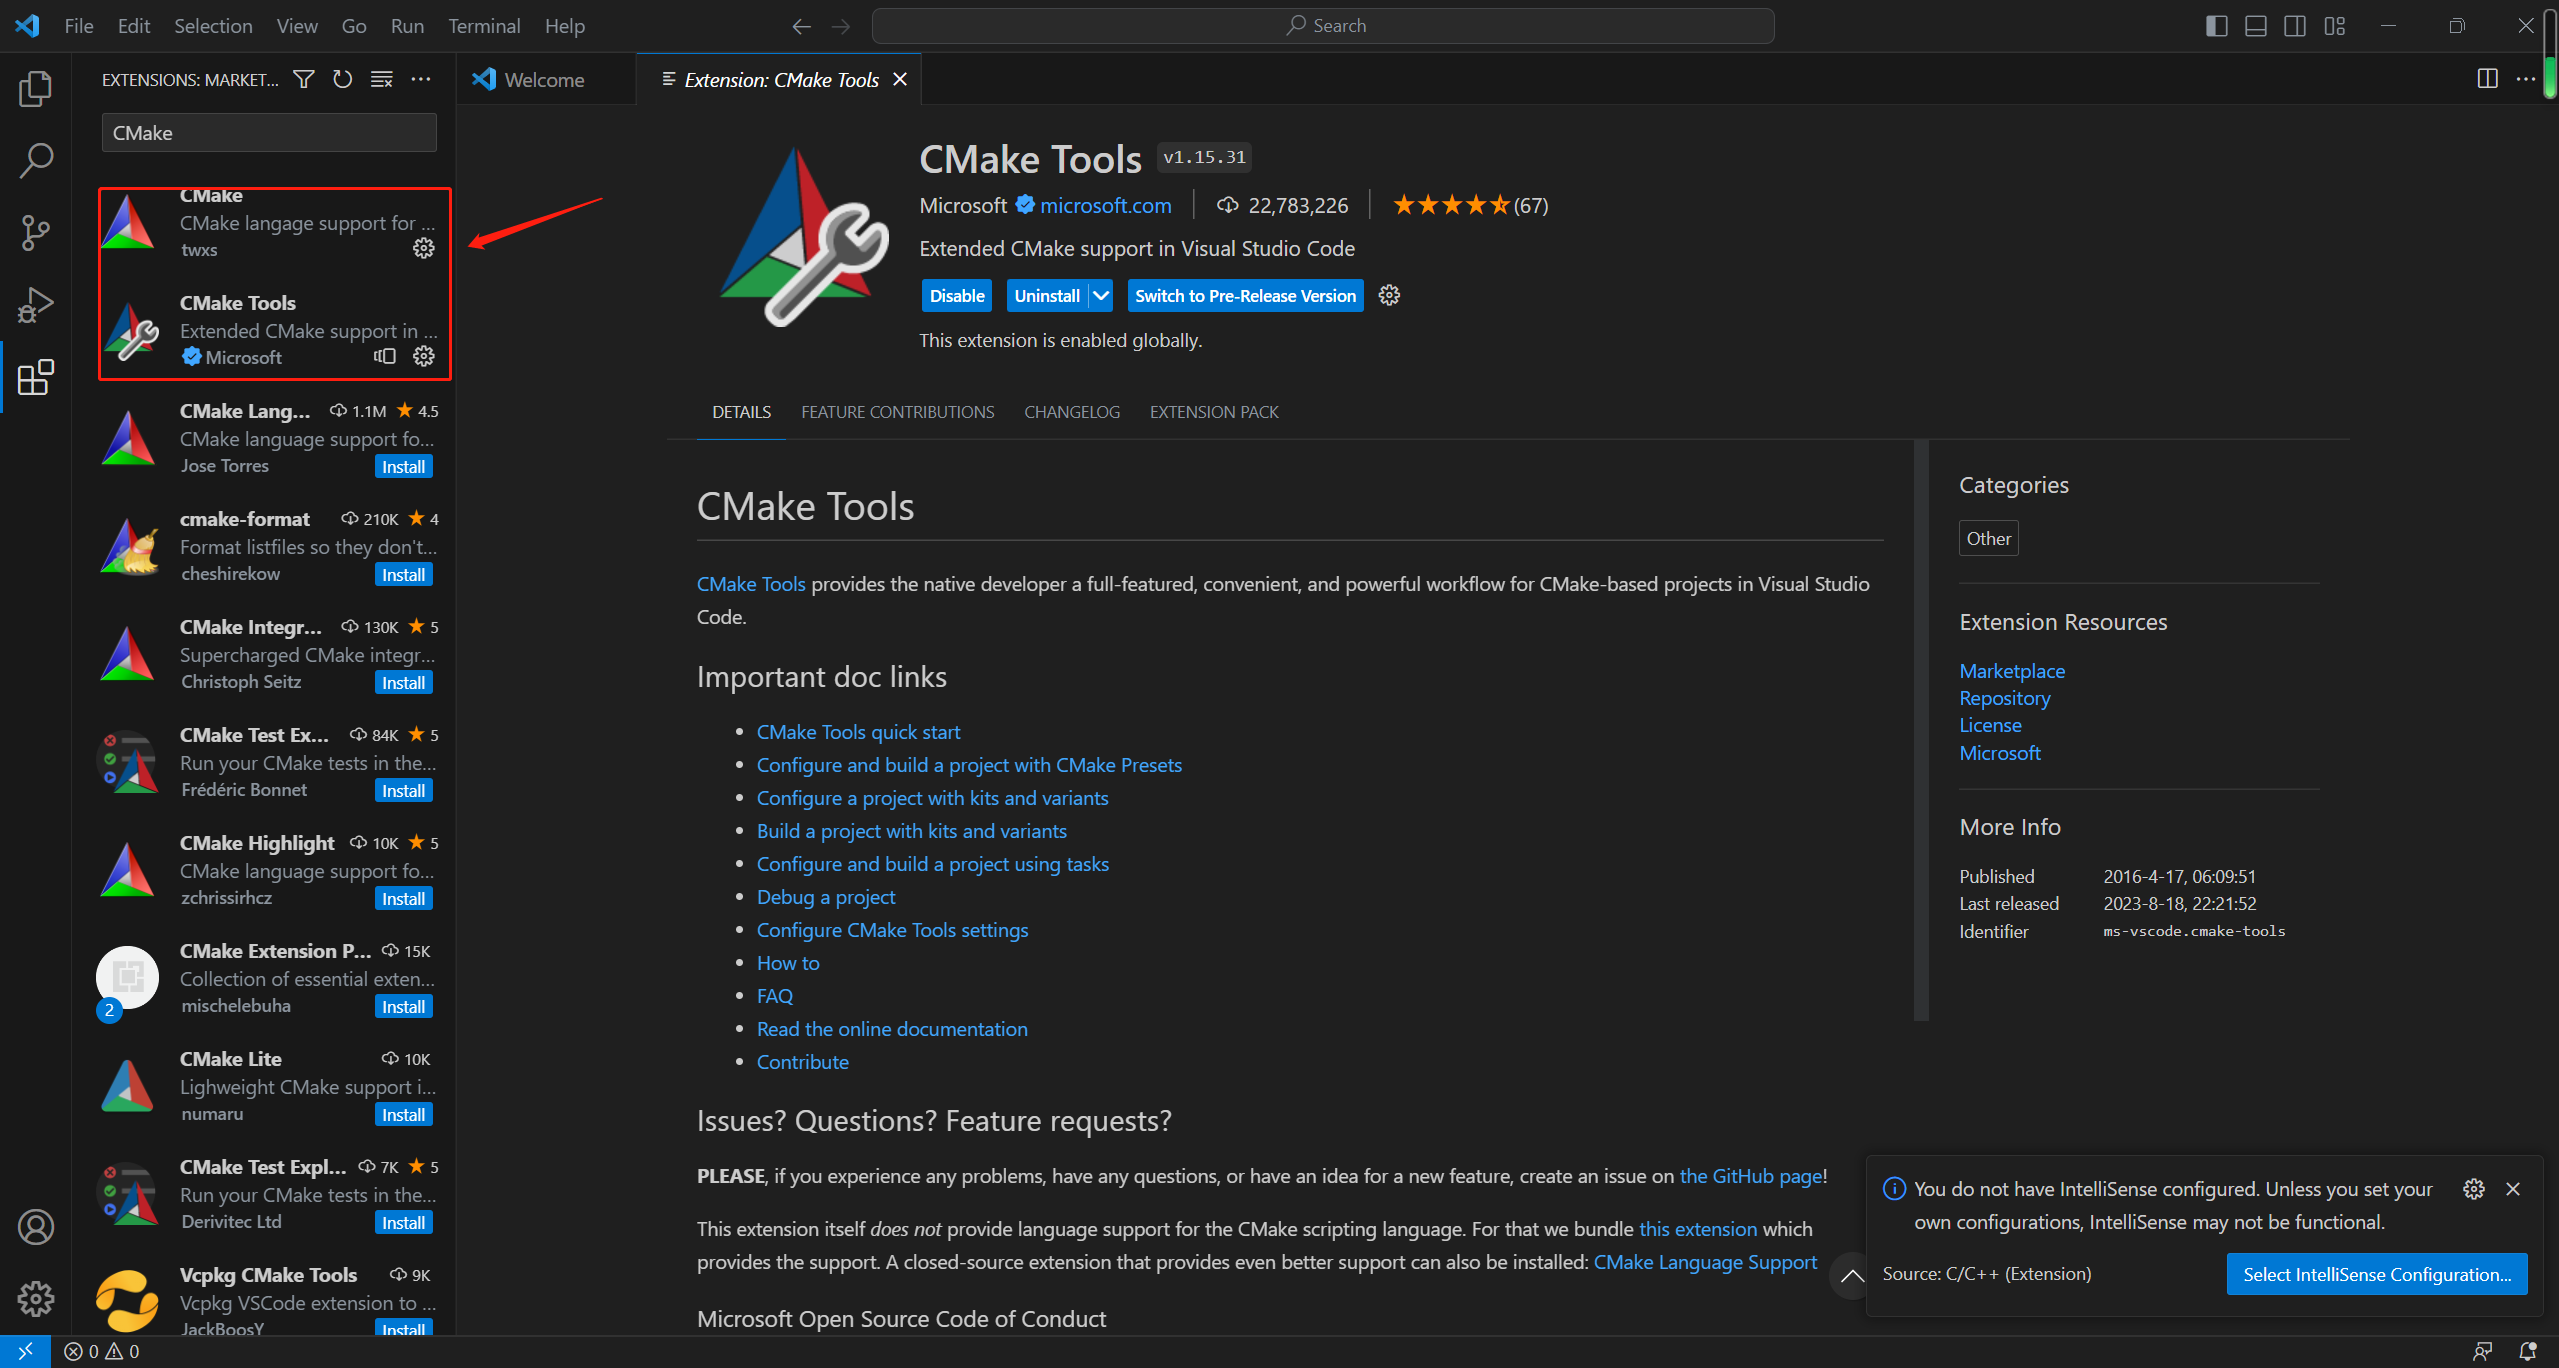 File Edit Selection View Go Run Terminal Help
Search
EXTENSIONS: MARKET...
CMake
CMake
CMake langage support for ...
twxs
CMake Tools
Extended CMake support in ...
Microsoft
CMake Lang... 1.1M 4.5
CMake language support fo...
Jose Torres Install
cmake-format 210K 4
Format listfiles so they don't...
cheshirekow Install
CMake Integr... 130K 5
Supercharged CMake integr...
Christoph Seitz Install
CMake Test Ex... 84K 5
Run your CMake tests in the...
Frédéric Bonnet Install
CMake Highlight 10K 5
CMake language support fo...
zchrissirhcz Install
CMake Extension P... 15K
Collection of essential exten...
2 mischelebuha Install
CMake Lite 10K
Lighweight CMake support i...
numaru Install
CMake Test Expl... 7K 5
Run your CMake tests in the...
Derivitec Ltd Install
Vcpkg CMake Tools 9K
Vcpkg VSCode extension to ...
JackBoosY Install
Welcome
Extension: CMake Tools
CMake Tools v1.15.31
Microsoft microsoft.com 22,783,226 (67)
Extended CMake support in Visual Studio Code
Disable Uninstall Switch to Pre-Release Version
This extension is enabled globally.
DETAILS FEATURE CONTRIBUTIONS CHANGELOG EXTENSION PACK
CMake Tools
CMake Tools provides the native developer a full-featured, convenient, and powerful workflow for CMake-based projects in Visual Studio
Code.
Important doc links
• CMake Tools quick start
• Configure and build a project with CMake Presets
• Configure a project with kits and variants
• Build a project with kits and variants
• Configure and build a project using tasks
• Debug a project
• Configure CMake Tools settings
• How to
• FAQ
• Read the online documentation
• Contribute
Issues? Questions? Feature requests?
PLEASE, if you experience any problems, have any questions, or have an idea for a new feature, create an issue on the GitHub page!
This extension itself does not provide language support for the CMake scripting language. For that we bundle this extension which
provides the support. A closed-source extension that provides even better support can also be installed: CMake Language Support
Microsoft Open Source Code of Conduct
Categories
Other
Extension Resources
Marketplace
Repository
License
Microsoft
More Info
Published 2016-4-17, 06:09:51
Last released 2023-8-18, 22:21:52
Identifier ms-vscode.cmake-tools
You do not have IntelliSense configured. Unless you set your
own configurations, IntelliSense may not be functional.
Source: C/C++ (Extension) Select IntelliSense Configuration...
0 0